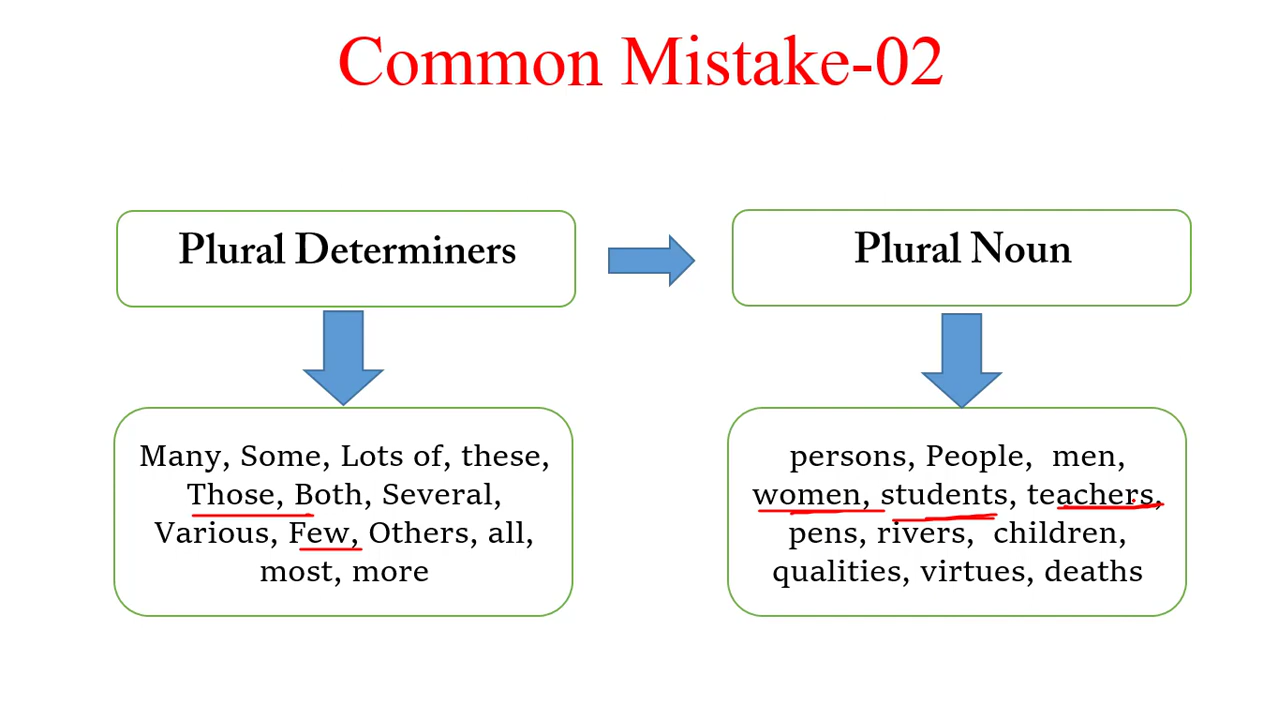 Common Mistake-02
Plural Determiners
Plural Noun
Many, Some, Lots of, these,
Those, Both, Several,
Various, Few, Others, all,
most, more
persons, People, men,
women, students, teachers,
pens, rivers, children,
qualities, virtues, deaths